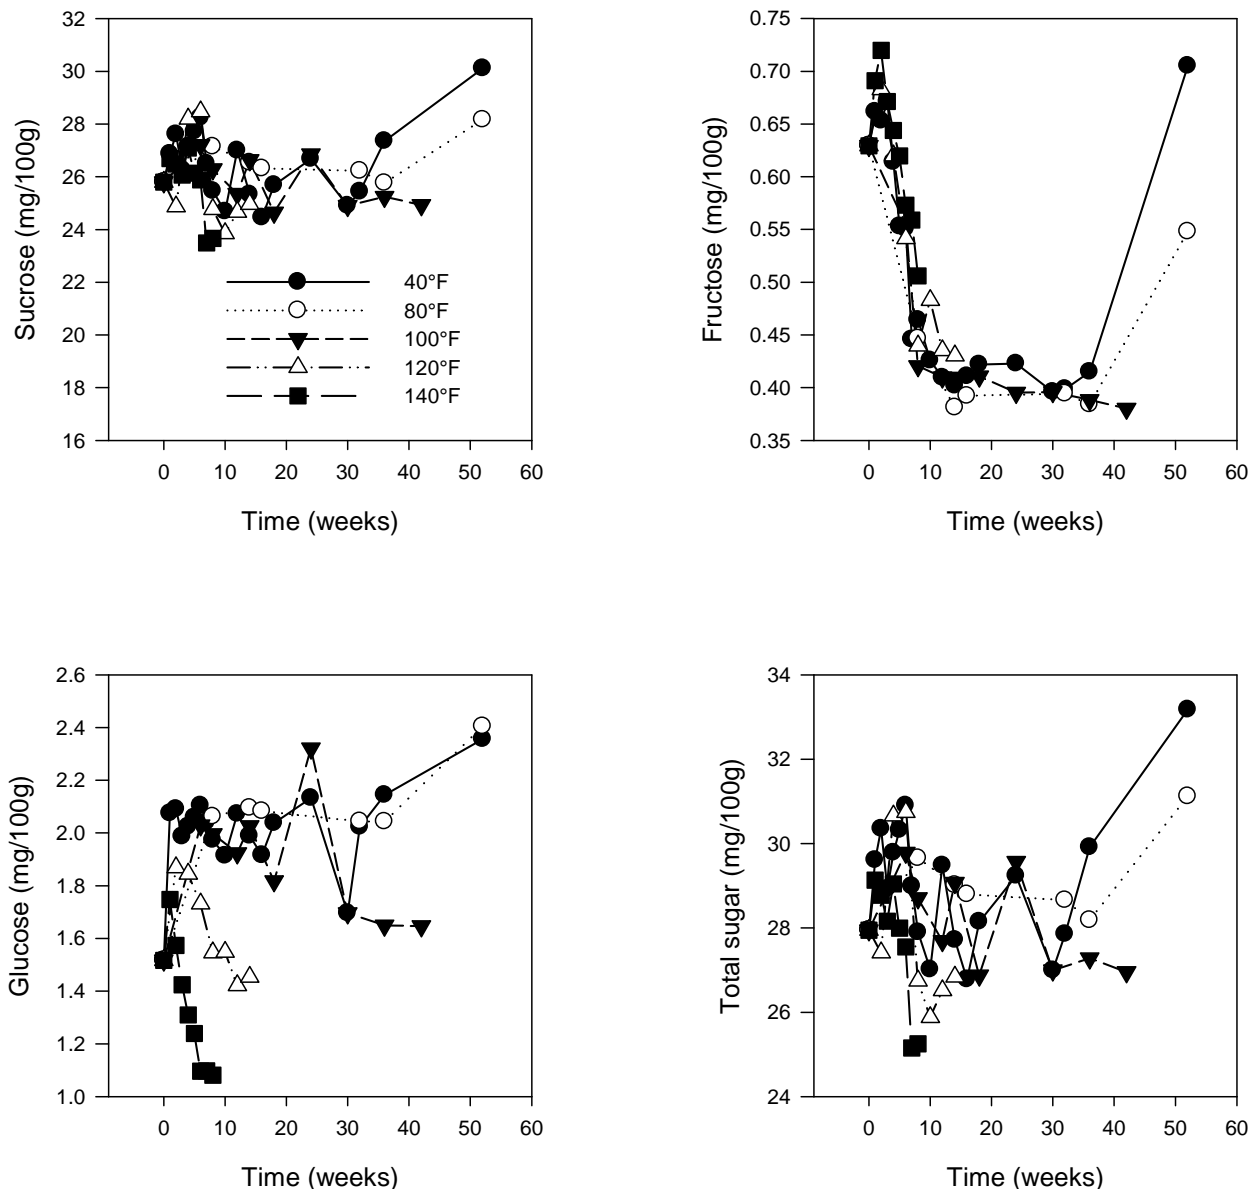 32
30
28
26
24
22
20
18
16
Sucrose (mg/100g)
40°F
80°F
100°F
120°F
140°F
0 10 20 30 40 50 60
Time (weeks)
0.75
0.70
0.65
0.60
0.55
0.50
0.45
0.40
0.35
Fructose (mg/100g)
0 10 20 30 40 50 60
Time (weeks)
2.6
2.4
2.2
2.0
1.8
1.6
1.4
1.2
1.0
Glucose (mg/100g)
0 10 20 30 40 50 60
Time (weeks)
34
32
30
28
26
24
Total sugar (mg/100g)
0 10 20 30 40 50 60
Time (weeks)